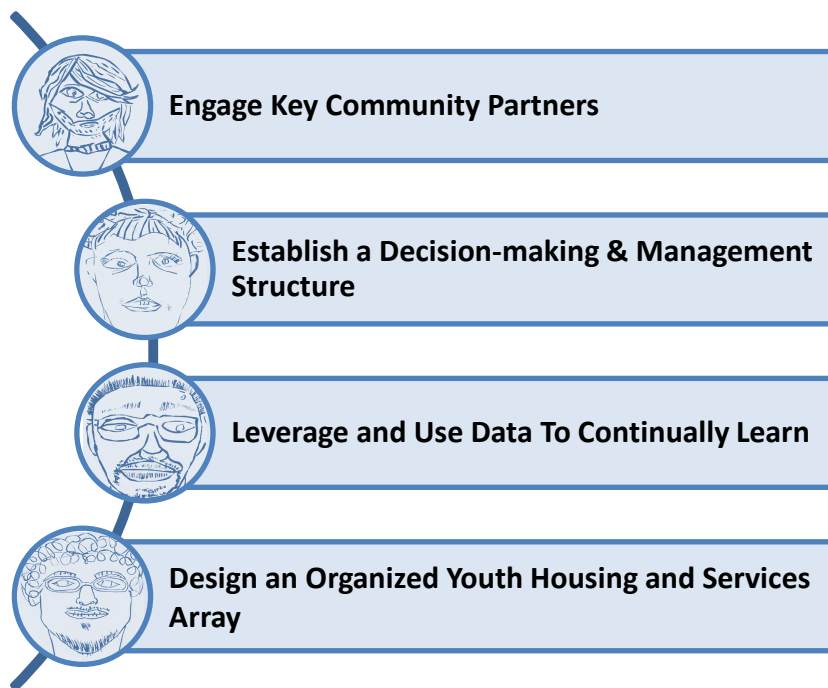 Engage Key Community Partners
Establish a Decision-making & Management
Structure
Leverage and Use Data To Continually Learn
Design an Organized Youth Housing and Services
Array